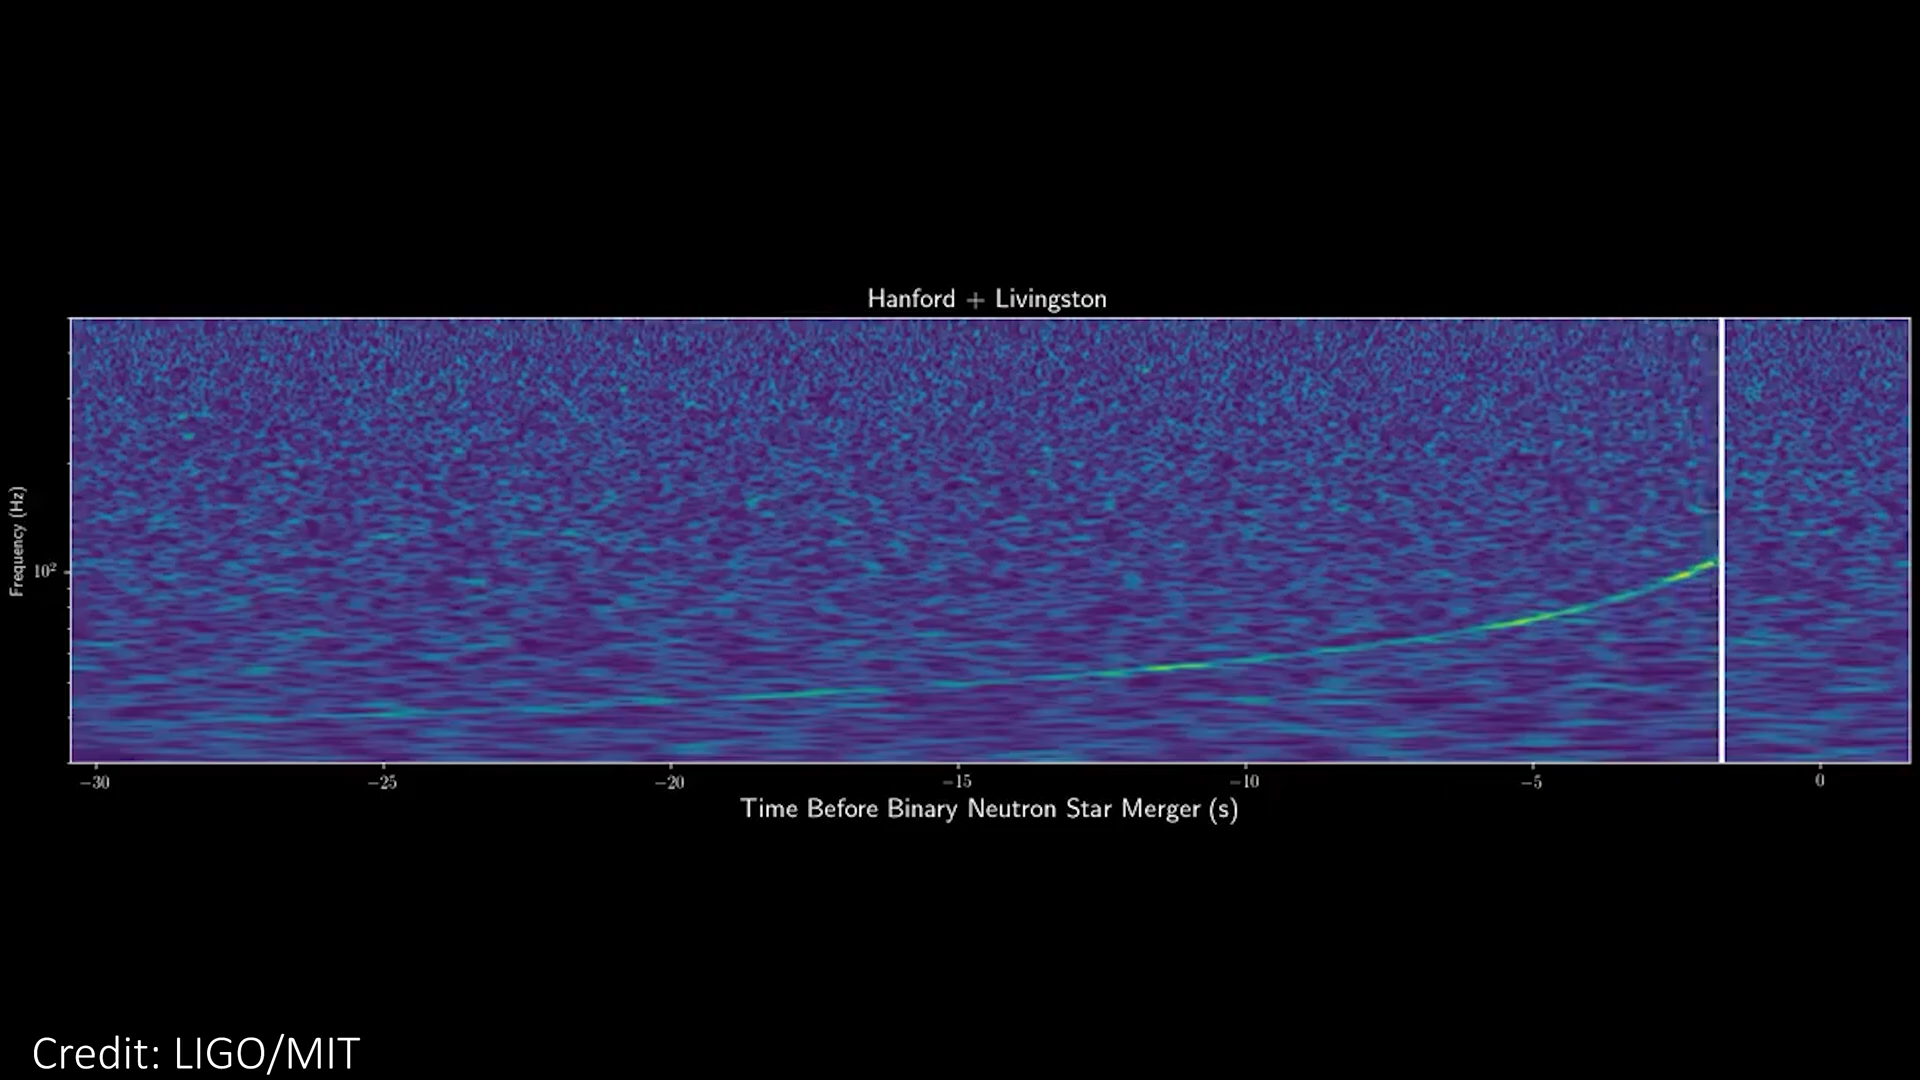 Hanford + Livingston
Frequency (Hz)
10²
−30 −25 −20 −15 −10 −5 0
Time Before Binary Neutron Star Merger (s)
Credit: LIGO/MIT